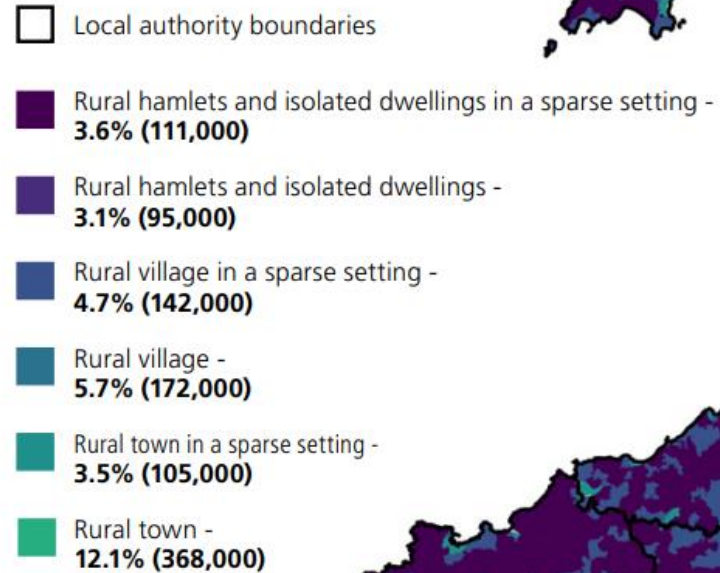 Local authority boundaries
Rural hamlets and isolated dwellings in a sparse setting -
3.6% (111,000)
Rural hamlets and isolated dwellings -
3.1% (95,000)
Rural village in a sparse setting -
4.7% (142,000)
Rural village -
5.7% (172,000)
Rural town in a sparse setting -
3.5% (105,000)
Rural town -
12.1% (368,000)